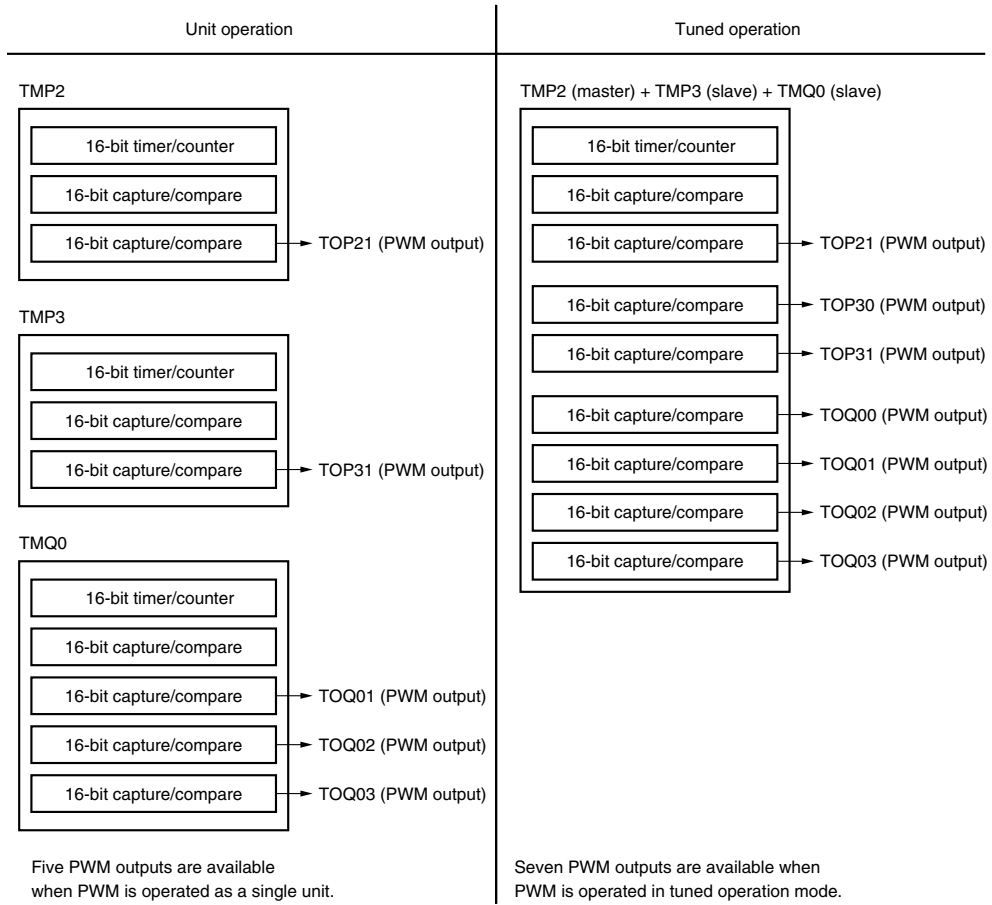 Unit operation
Tuned operation
TMP2
16-bit timer/counter
16-bit capture/compare
16-bit capture/compare
TOP21 (PWM output)
TMP3
16-bit timer/counter
16-bit capture/compare
16-bit capture/compare
TOP31 (PWM output)
TMQ0
16-bit timer/counter
16-bit capture/compare
16-bit capture/compare
TOQ01 (PWM output)
16-bit capture/compare
TOQ02 (PWM output)
16-bit capture/compare
TOQ03 (PWM output)
Five PWM outputs are available
when PWM is operated as a single unit.
TMP2 (master) + TMP3 (slave) + TMQ0 (slave)
16-bit timer/counter
16-bit capture/compare
16-bit capture/compare
TOP21 (PWM output)
16-bit capture/compare
TOP30 (PWM output)
16-bit capture/compare
TOP31 (PWM output)
16-bit capture/compare
TOQ00 (PWM output)
16-bit capture/compare
TOQ01 (PWM output)
16-bit capture/compare
TOQ02 (PWM output)
16-bit capture/compare
TOQ03 (PWM output)
Seven PWM outputs are available when
PWM is operated in tuned operation mode.